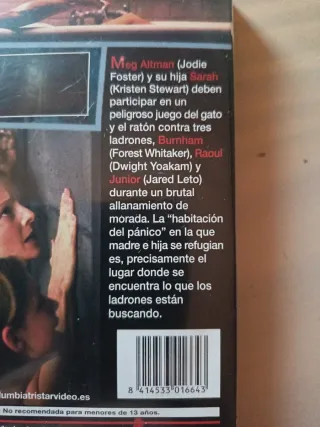 Meg Altman (Jodie
Foster) y su hija Sarah
(Kristen Stewart) deben
participar en un
peligroso juego del gato
y el ratón contra tres
ladrones, Burnham
(Forest Whitaker), Raoul
(Dwight Yoakam) y
Junior (Jared Leto)
durante un brutal
allanamiento de
morada. La “habitación
del pánico” en la que
madre e hija se refugian
es, precisamente el
lugar donde se
encuentra lo que los
ladrones están
buscando.
8 414533 016643
lumbiatristarvideo.es
No recomendada para menores de 13 años.